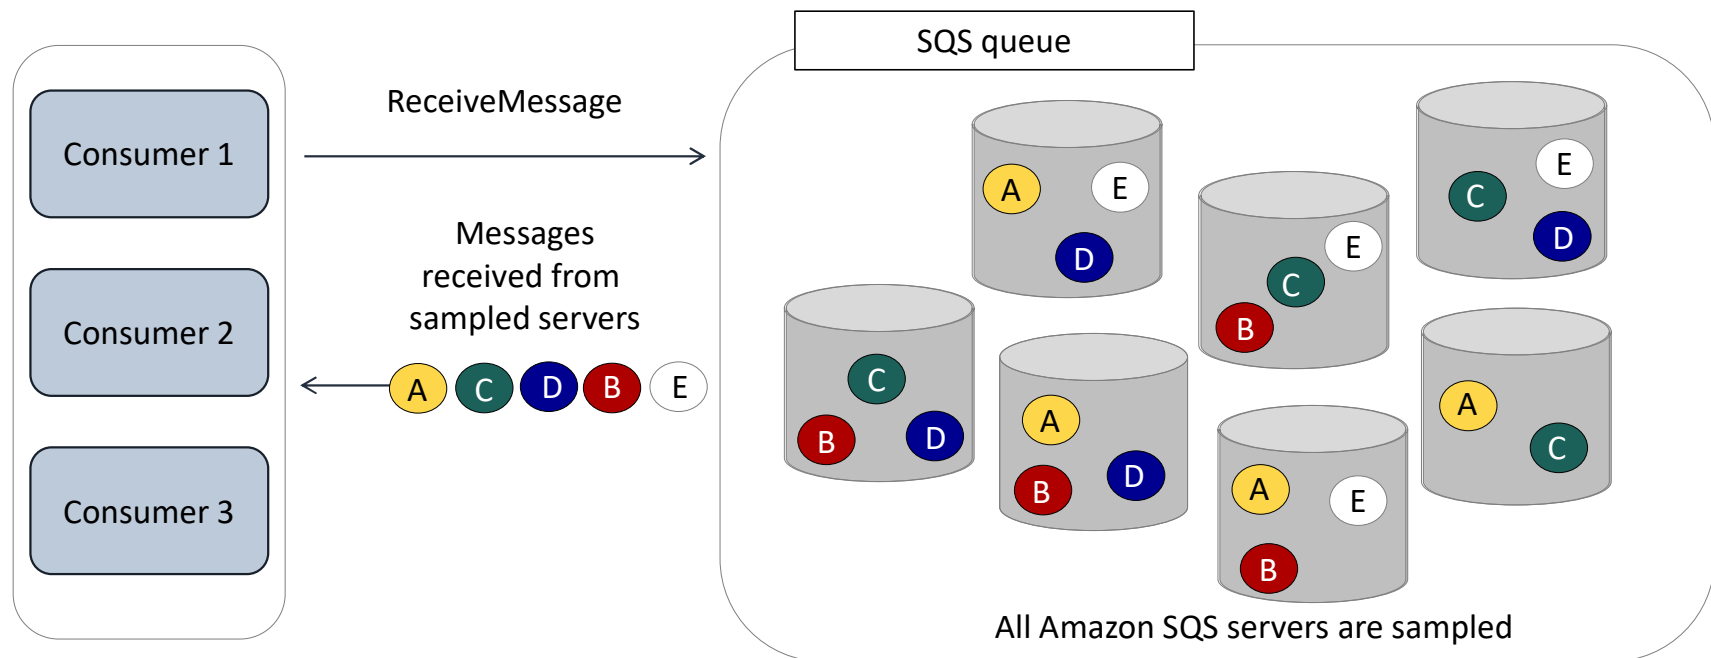 SQS queue
Consumer 1
Consumer 2
Consumer 3
ReceiveMessage
Messages
received from
sampled servers
A C D B E
A E
D
E
C
B
E
C
D
C
B D
A
B D
A E
B
A
C
All Amazon SQS servers are sampled